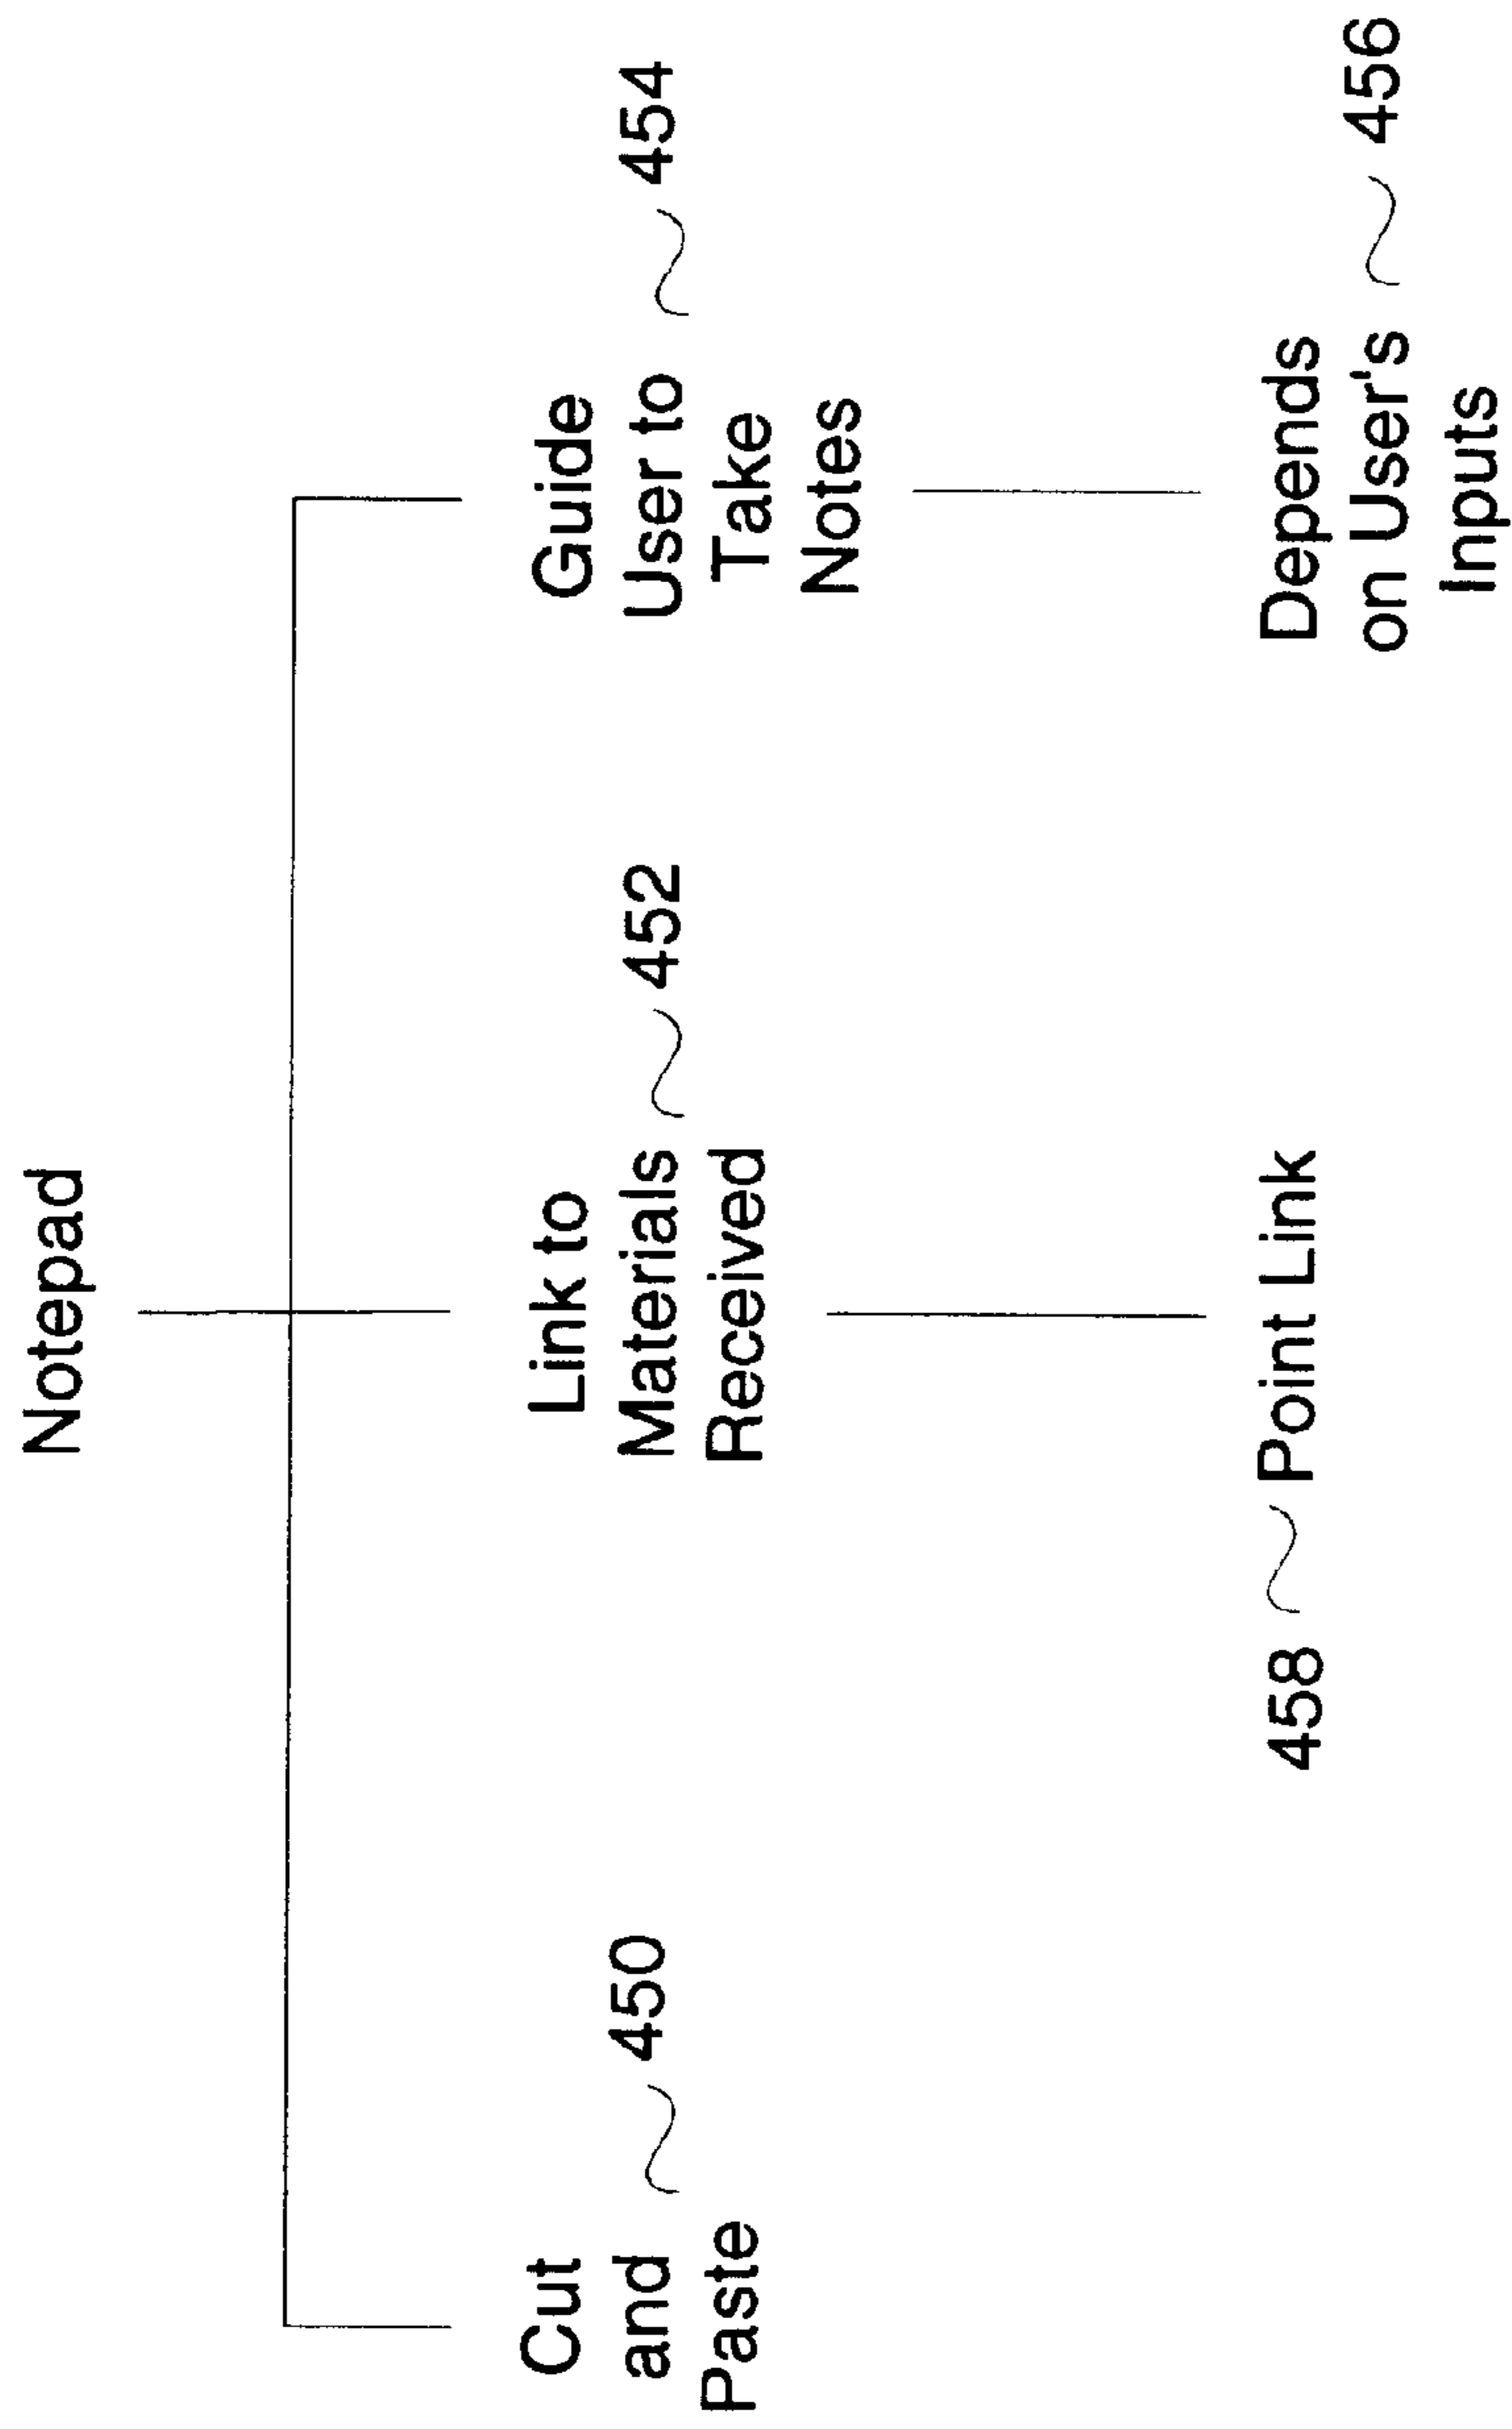 Notepad
Cut
and 450
Paste
Link to
Materials 452
Received
Guide
User to 454
Take
Notes
458 Point Link
Depends
on User's 456
Inputs